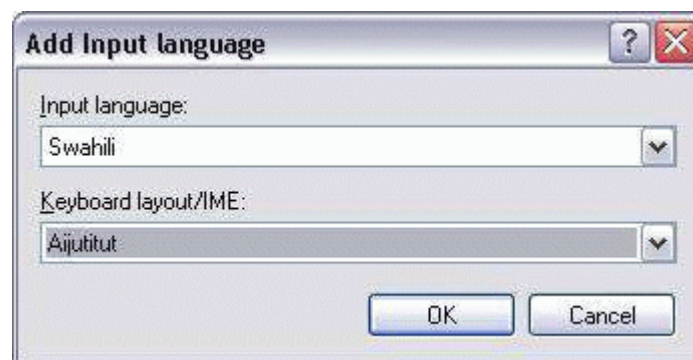 Add Input language
Input language:
Swahili
Keyboard layout/IME:
Aijutitut
OK Cancel